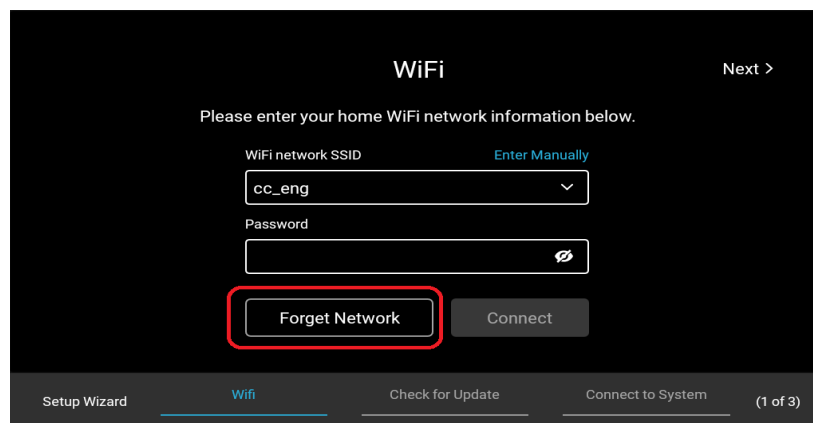 WiFi
Next >
Please enter your home WiFi network information below.
WiFi network SSID
Enter Manually
cc_eng
Password
Forget Network
Connect
Setup Wizard
Wifi
Check for Update
Connect to System
(1 of 3)